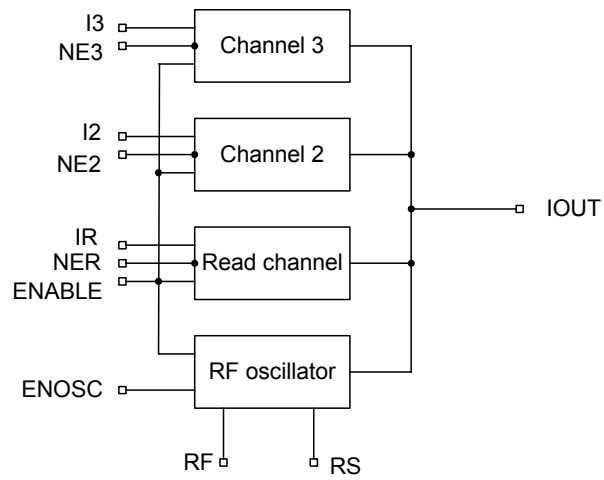 I3
NE3
Channel 3
I2
NE2
Channel 2
IOUT
IR
NER
ENABLE
Read channel
ENOSC
RF oscillator
RF
RS